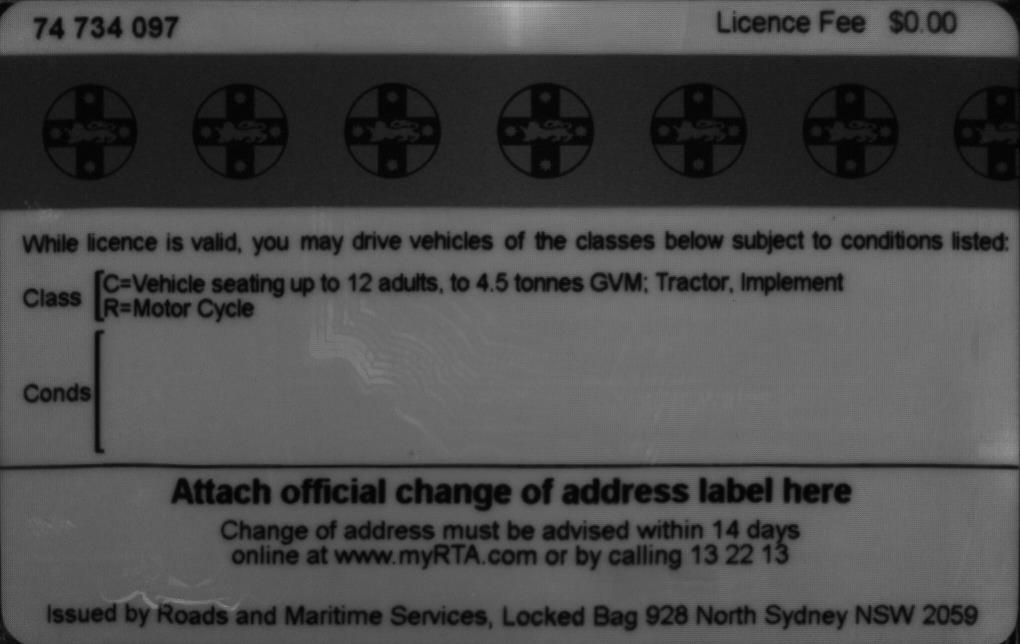 74 734 097
Licence Fee $0.00
While licence is valid, you may drive vehicles of the classes below subject to conditions listed:
Class
C=Vehicle seating up to 12 adults, to 4.5 tonnes GVM; Tractor, Implement
R=Motor Cycle
Conds
Attach official change of address label here
Change of address must be advised within 14 days
online at www.myRTA.com or by calling 13 22 13
Issued by Roads and Maritime Services, Locked Bag 928 North Sydney NSW 2059